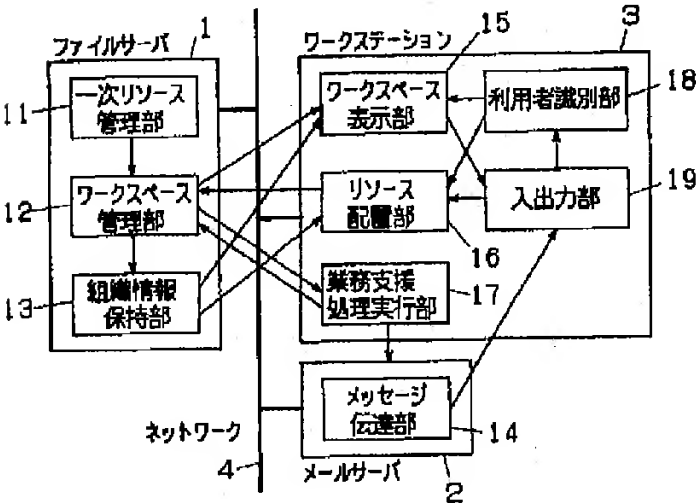 ファイルサーバ
1
11
一次リソース
管理部
12
ワークスペース
管理部
13
組織情報
保持部
ネットワーク
4
ワークステーション
3
15
ワークスペース
表示部
利用者識別部
18
リソース
配置部
16
入出力部
19
業務支援
処理実行部
17
メッセージ
伝達部
14
メールサーバ
2